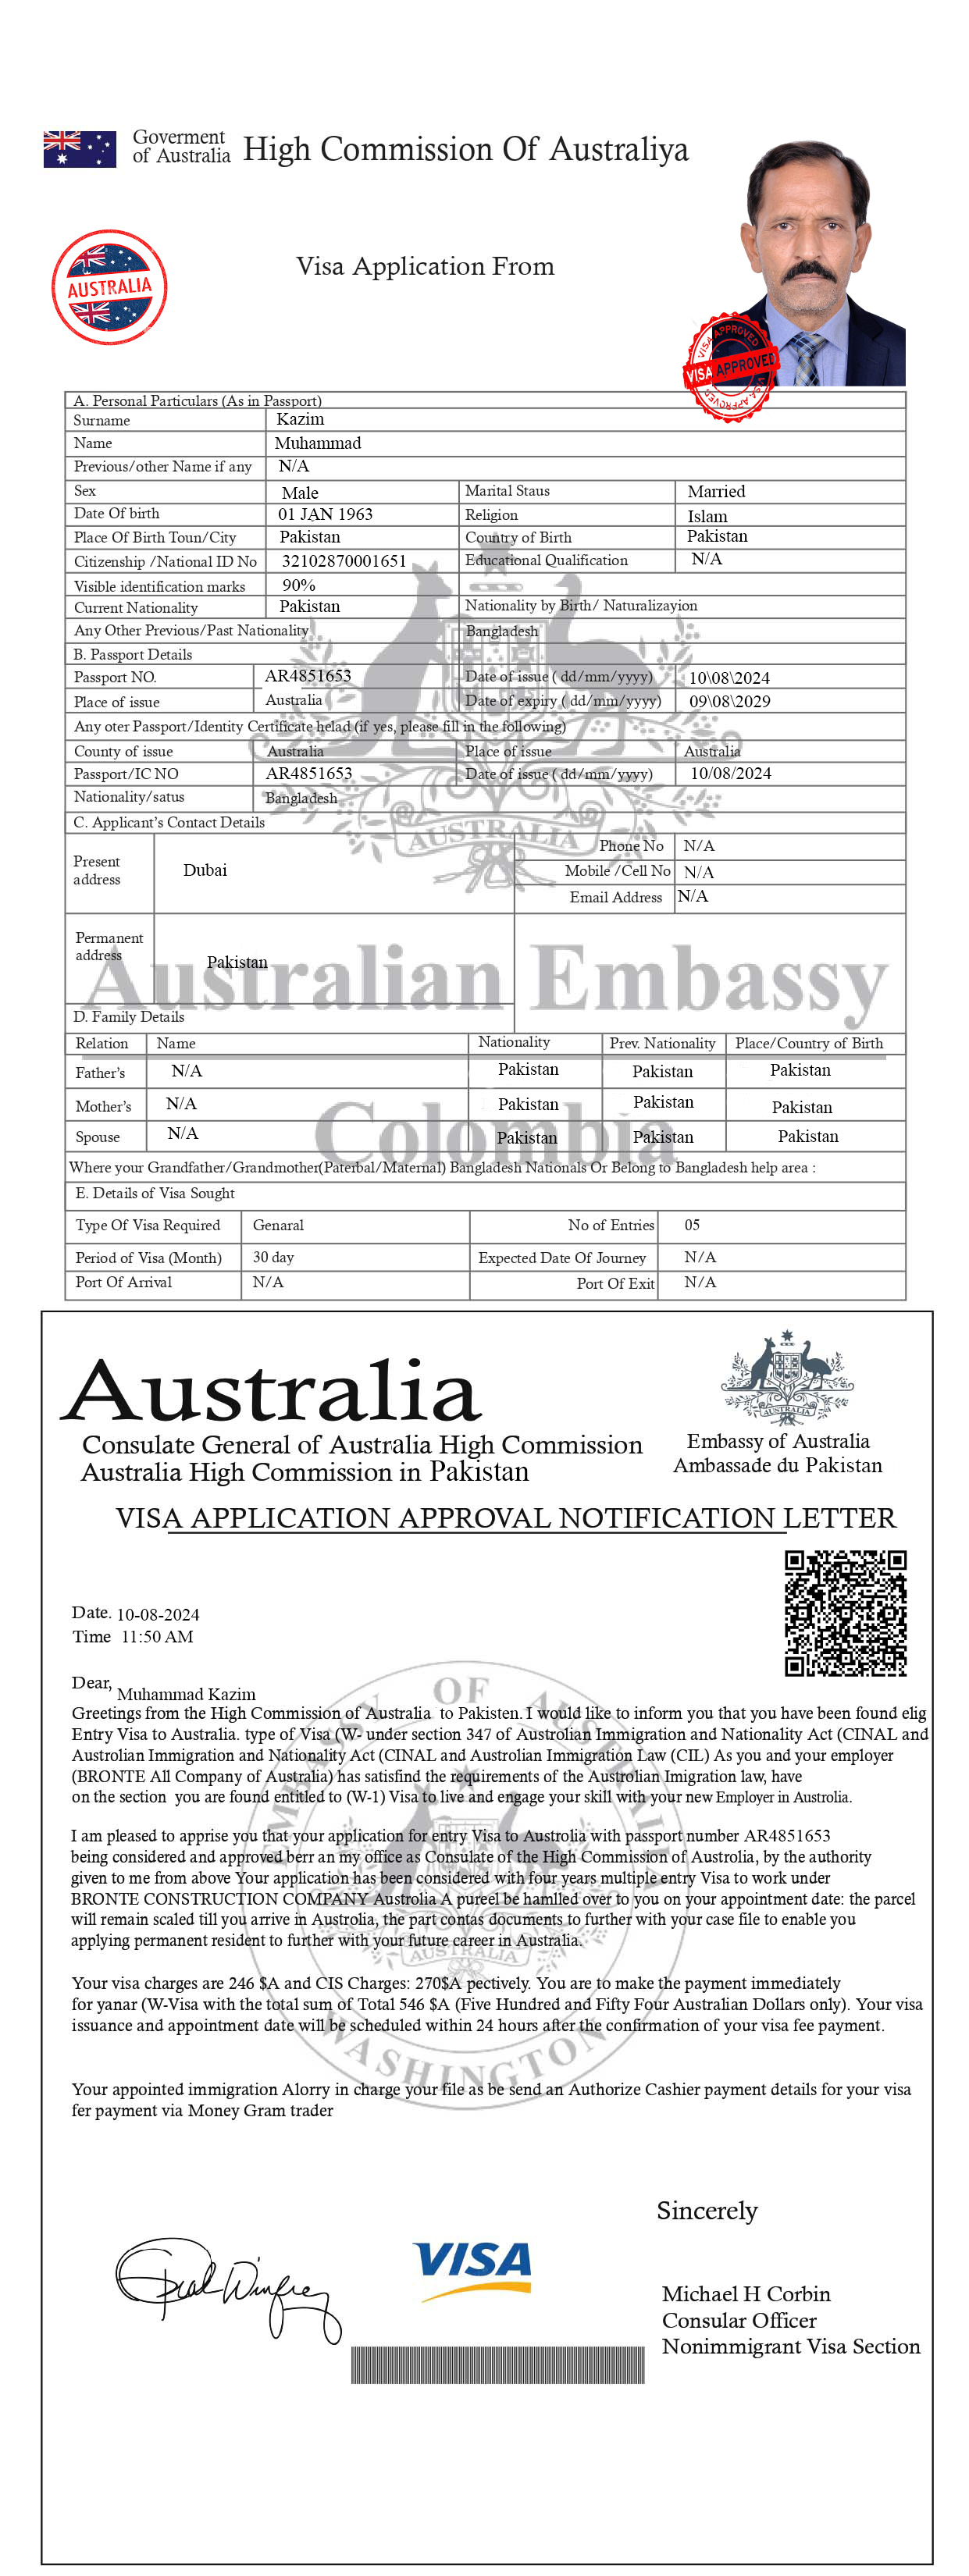 Goverment
of Australia
High Commission Of Australiya
AUSTRALIA
Visa Application From
VISA APPROVED
VISA APPROVED
VISA APPROVED
A. Personal Particulars (As in Passport)
Surname Kazim
Name Muhammad
Previous/other Name if any N/A
Sex Male Marital Staus Married
Date Of birth 01 JAN 1963 Religion Islam
Place Of Birth Toun/City Pakistan Country of Birth Pakistan
Citizenship /National ID No 32102870001651 Educational Qualification N/A
Visible identification marks 90%
Current Nationality Pakistan Nationality by Birth/ Naturalizayion
Any Other Previous/Past Nationality Bangladesh
B. Passport Details
Passport NO. AR4851653 Date of issue ( dd/mm/yyyy) 10\08\2024
Place of issue Australia Date of expiry ( dd/mm/yyyy) 09\08\2029
Any oter Passport/Identity Certificate helad (if yes, please fill in the following)
County of issue Australia Place of issue Australia
Passport/IC NO AR4851653 Date of issue ( dd/mm/yyyy) 10/08/2024
Nationality/satus Bangladesh
C. Applicant's Contact Details
AUSTRALIA
Present address Dubai Phone No N/A
Mobile /Cell No N/A
Email Address N/A
Permanent address Pakistan
Australian Embassy
D. Family Details
Relation Name Nationality Prev. Nationality Place/Country of Birth
Father's N/A Pakistan Pakistan Pakistan
Mother's N/A Pakistan Pakistan Pakistan
Colombia
Spouse N/A Pakistan Pakistan Pakistan
Where your Grandfather/Grandmother(Paterbal/Maternal) Bangladesh Nationals Or Belong to Bangladesh help area :
E. Details of Visa Sought
Type Of Visa Required Genaral No of Entries 05
Period of Visa (Month) 30 day Expected Date Of Journey N/A
Port Of Arrival N/A Port Of Exit N/A
Australia
AUSTRALIA
Consulate General of Australia High Commission
Australia High Commission in Pakistan
Embassy of Australia
Ambassade du Pakistan
VISA APPLICATION APPROVAL NOTIFICATION LETTER
Date. 10-08-2024
Time 11:50 AM
Dear, Muhammad Kazim
Greetings from the High Commission of Australia to Pakisten. I would like to inform you that you have been found elig
Entry Visa to Australia. type of Visa (W- under section 347 of Austrolian Immigration and Nationality Act (CINAL and
Austrolian Immigration and Nationality Act (CINAL and Austrolian Immigration Law (CIL) As you and your employer
(BRONTE All Company of Australia) has satisfind the requirements of the Austrolian Imigration law, have
on the section you are found entitled to (W-1) Visa to live and engage your skill with your new Employer in Austrolia.
I am pleased to apprise you that your application for entry Visa to Austrolia with passport number AR4851653
being considered and approved berr an my office as Consulate of the High Commission of Austrolia, by the authority
given to me from above Your application has been considered with four years multiple entry Visa to work under
BRONTE CONSTRUCTION COMPANY Austrolia A pureel be hamlled over to you on your appointment date: the parcel
will remain scaled till you arrive in Austrolia, the part contas documents to further with your case file to enable you
applying permanent resident to further with your future career in Australia.
Your visa charges are 246 $A and CIS Charges: 270$A pectively. You are to make the payment immediately
for yanar (W-Visa with the total sum of Total 546 $A (Five Hundred and Fifty Four Australian Dollars only). Your visa
issuance and appointment date will be scheduled within 24 hours after the confirmation of your visa fee payment.
EMBASSY OF AUSTRALIA
AUSTRALIA
WASHINGTON
Your appointed immigration Alorry in charge your file as be send an Authorize Cashier payment details for your visa
fer payment via Money Gram trader
Sincerely
VISA
Michael H Corbin
Consular Officer
Nonimmigrant Visa Section